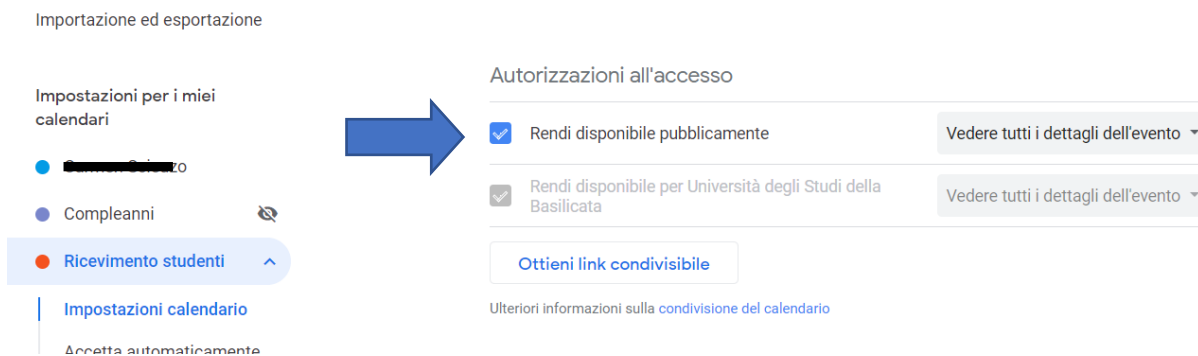 Importazione ed esportazione
Impostazioni per i miei
calendari
Compleanni
Ricevimento studenti
Impostazioni calendario
Accetta automaticamente
Autorizzazioni all'accesso
Rendi disponibile pubblicamente
Vedere tutti i dettagli dell'evento
Rendi disponibile per Università degli Studi della
Basilicata
Vedere tutti i dettagli dell'evento
Ottieni link condivisibile
Ulteriori informazioni sulla condivisione del calendario